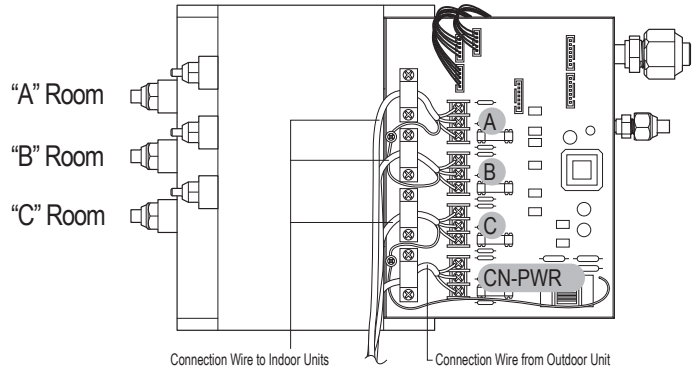 “A” Room
A
“B” Room
B
“C” Room
C
CN-PWR
Connection Wire to Indoor Units
Connection Wire from Outdoor Unit